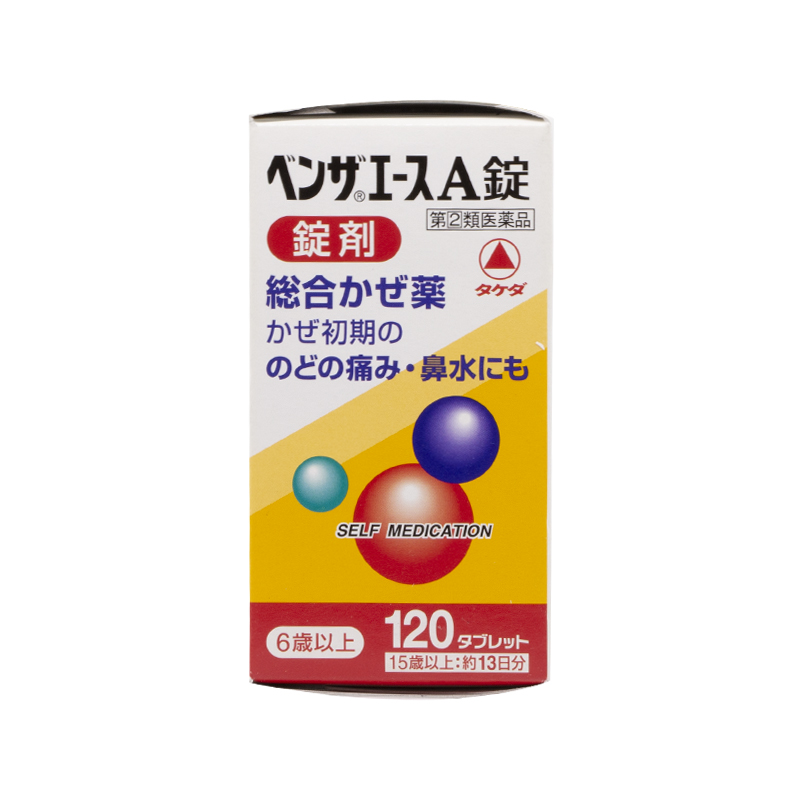 ベンザ®エースA錠
指定②類医薬品
錠剤
タケダ
総合かぜ薬
かぜ初期の
のどの痛み・鼻水にも
SELF MEDICATION
6歳以上
120タブレット
15歳以上:約13日分